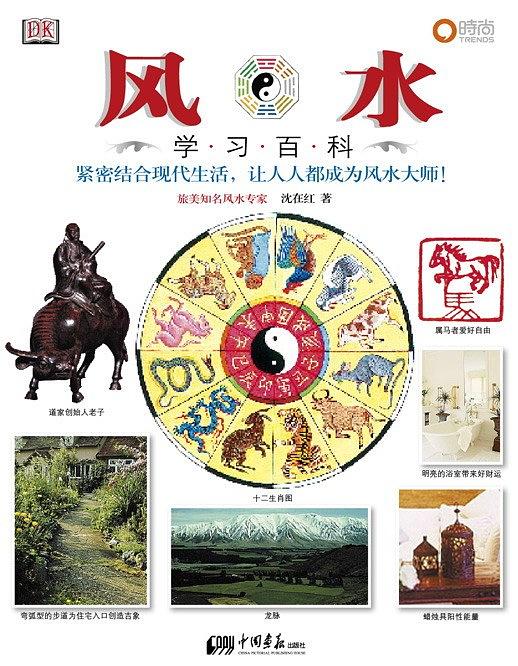 DK
時尚
TRENDS
风水
学·习·百·科
紧密结合现代生活，让人人都成为风水大师！
旅美知名风水专家 沈在红 著
道家创始人老子
马
属马者爱好自由
明亮的浴室带来好财运
十二生肖图
弯弧型的步道为住宅入口创造吉象
龙脉
蜡烛具阳性能量
CPPH 中国画报出版社
CHINA PICTORIAL PUBLISHING HOUSE